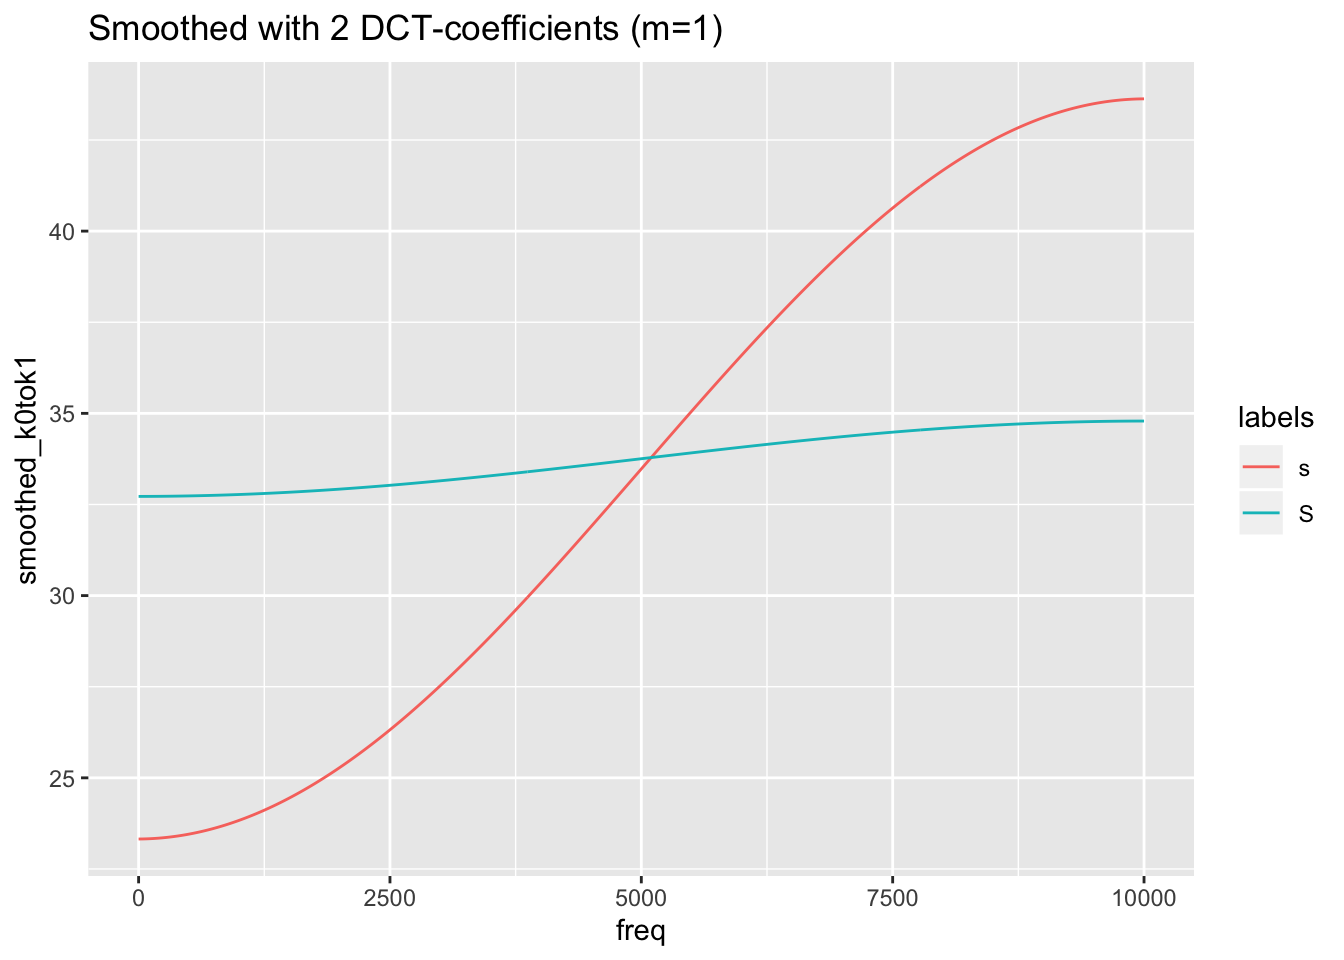 Smoothed with 2 DCT-coefficients (m=1)
smoothed_k0tok1
40
35
30
25
0 2500 5000 7500 10000
freq
labels
s
S